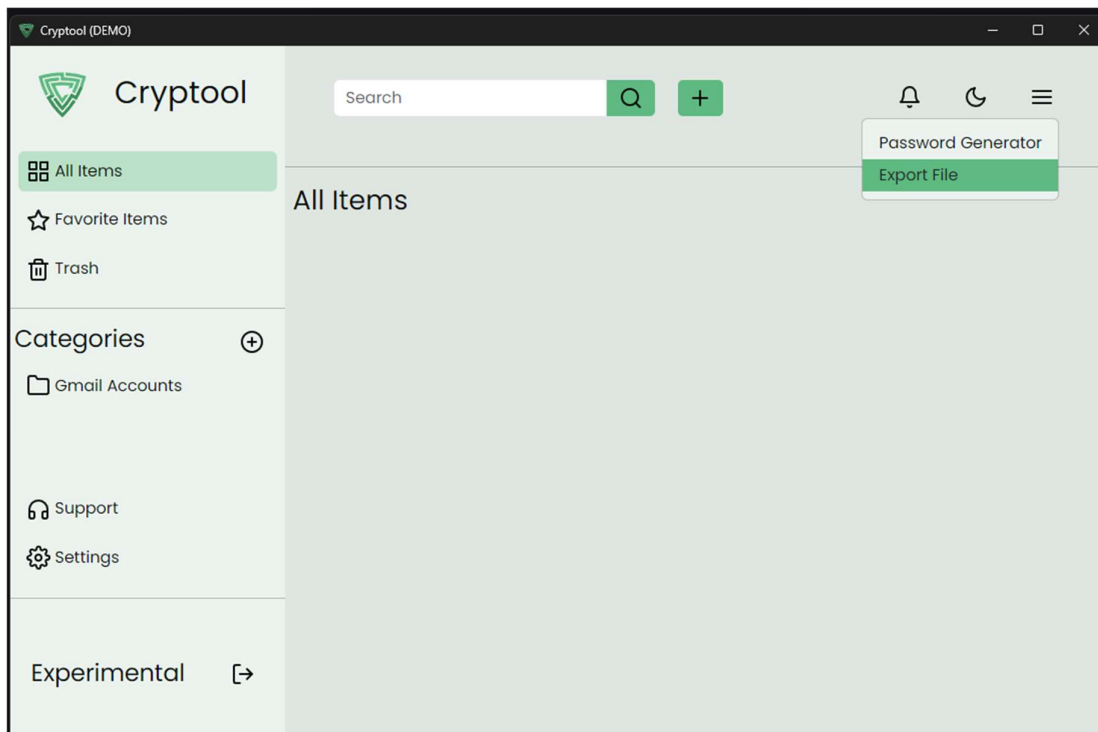 Cryptool (DEMO)
Cryptool
Search
Password Generator
Export File
All Items
Favorite Items
Trash
All Items
Categories
Gmail Accounts
Support
Settings
Experimental